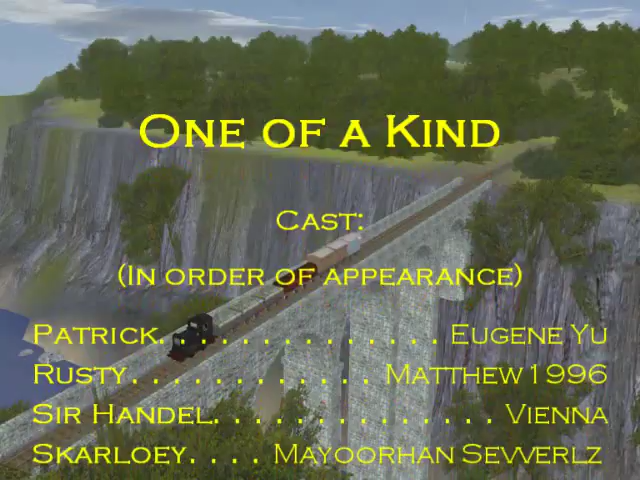 One of a Kind
Cast:
(In order of appearance)
Patrick. . . . . . . . . . . . . . Eugene Yu
Rusty. . . . . . . . . . . . Matthew1996
Sir Handel. . . . . . . . . . . . . . Vienna
Skarloey. . . . Mayoorhan Sevverlz